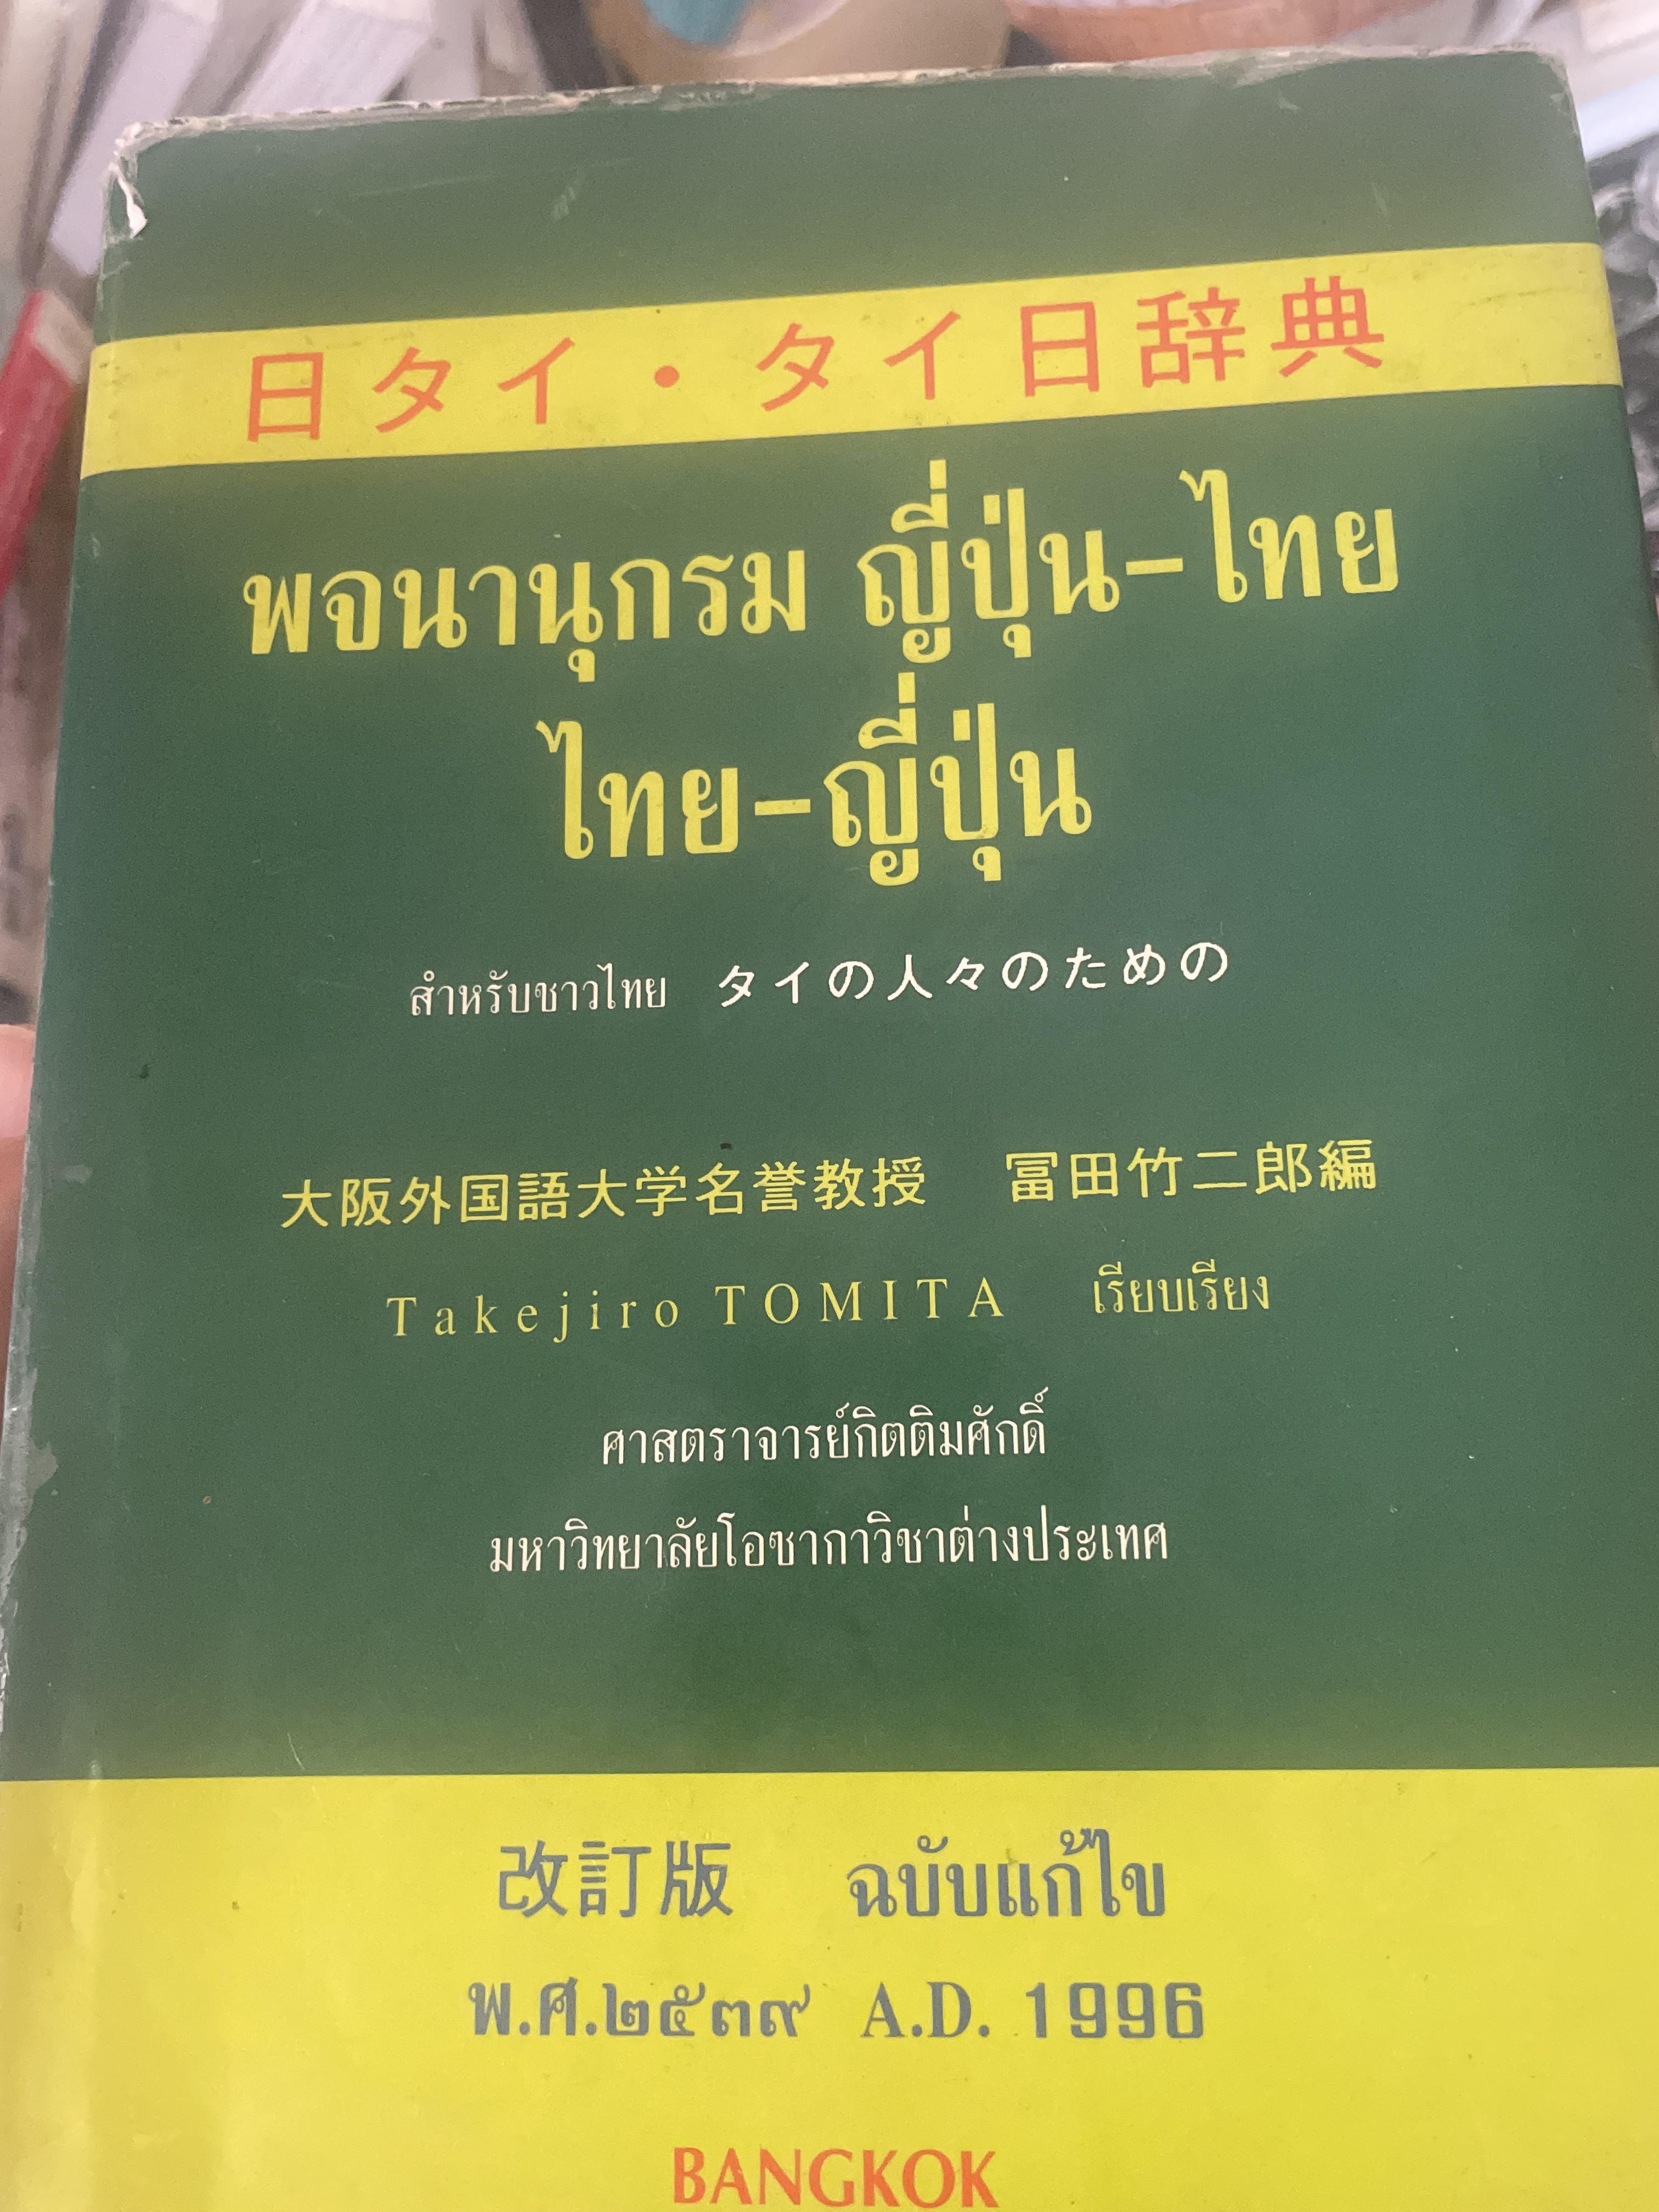 日タイ・タイ日辞典
พจนานุกรม ญี่ปุ่น-ไทย
ไทย-ญี่ปุ่น
สำหรับชาวไทย タイの人々のための
大阪外国語大学名誉教授 冨田竹二郎編
Takejiro TOMITA เรียบเรียง
ศาสตราจารย์กิตติมศักดิ์
มหาวิทยาลัยโอซากาวิชาต่างประเทศ
改訂版 ฉบับแก้ไข
พ.ศ.๒๕๓๙ A.D. 1996
BANGKOK